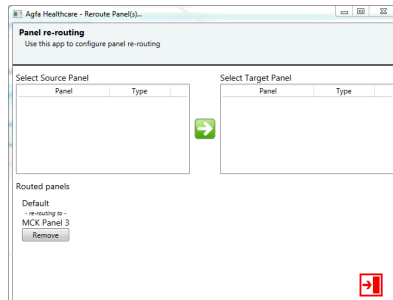 Agfa Healthcare - Reroute Panel(s)...
Panel re-routing
Use this app to configure panel re-routing
Select Source Panel
Select Target Panel
Panel Type
Panel Type
Routed panels
Default
- re-routing to -
MCK Panel 3
Remove